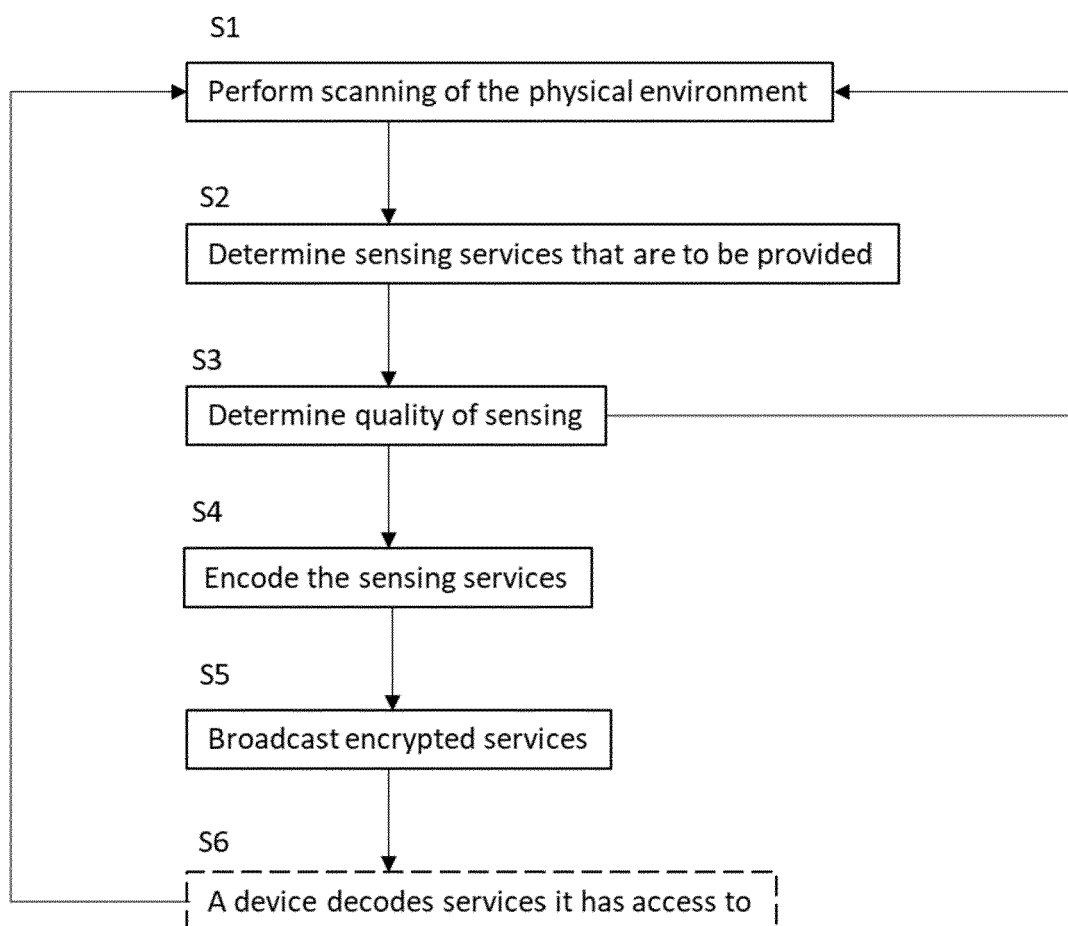 S1
Perform scanning of the physical environment
S2
Determine sensing services that are to be provided
S3
Determine quality of sensing
S4
Encode the sensing services
S5
Broadcast encrypted services
S6
A device decodes services it has access to